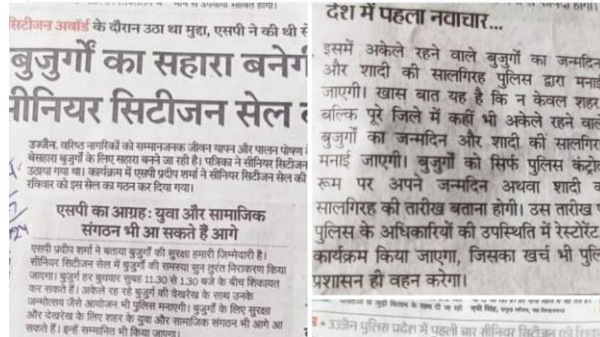 सिटीजन अवॉर्ड के दौरान उठा था मुद्दा, एसपी ने की थी
बुजुर्गों का सहारा बनेगी
सीनियर सिटीजन सेल
उज्जैन. वरिष्ठ नागरिकों को सम्मानजनक जीवन यापन और पालन पोषण
बेसहारा बुजुर्गों के लिए सहारा बनने जा रही है। पत्रिका ने सीनियर सिटीजन
उठाया गया था। कार्यक्रम में एसपी प्रदीप शर्मा ने सीनियर सिटीजन सेल की
रविवार को इस सेल का गठन कर दिया गया।
एसपी का आग्रह: युवा और सामाजिक
संगठन भी आ सकते हैं आगे
एसपी प्रदीप शर्मा ने बताया बुजुर्गों की सुरक्षा हमारी जिम्मेदारी है।
सीनियर सिटीजन सेल में बुजुर्गों की समस्या सुन तुरंत निराकरण किया
जाएगा। बुजुर्ग हर बुधवार सुबह 11.30 से 1.30 बजे के बीच शिकायत
कर सकते हैं। अकेले रह रहे बुजुर्ग की देखरेख के साथ उनके
जन्मोत्सव जैसे आयोजन भी पुलिस मनाएगी। बुजुर्गों के लिए सुरक्षा
और देखरेख के लिए शहर के युवा और सामाजिक संगठन भी आगे आ
सकते हैं। इन्हें सम्मानित भी किया जाएगा।
देश में पहला नवाचार...
इसमें अकेले रहने वाले बुजुर्गों का जन्मदिन
और शादी की सालगिरह पुलिस द्वारा मनाई
जाएगी। खास बात यह है कि न केवल शहर
बल्कि पूरे जिले में कहीं भी अकेले रहने वाले
बुजुर्गों का जन्मदिन और शादी की सालगिरह
मनाई जाएगी। बुजुर्गों को सिर्फ पुलिस कंट्रोल
रूम पर अपने जन्मदिन अथवा शादी की
सालगिरह की तारीख बताना होगी। उस तारीख
पुलिस के अधिकारियों की उपस्थिति में रेस्टोरेंट
कार्यक्रम किया जाएगा, जिसका खर्च भी पुलिस
प्रशासन ही वहन करेगा।
उज्जैन पुलिस प्रदेश में पहली बार सीनियर सिटीजन